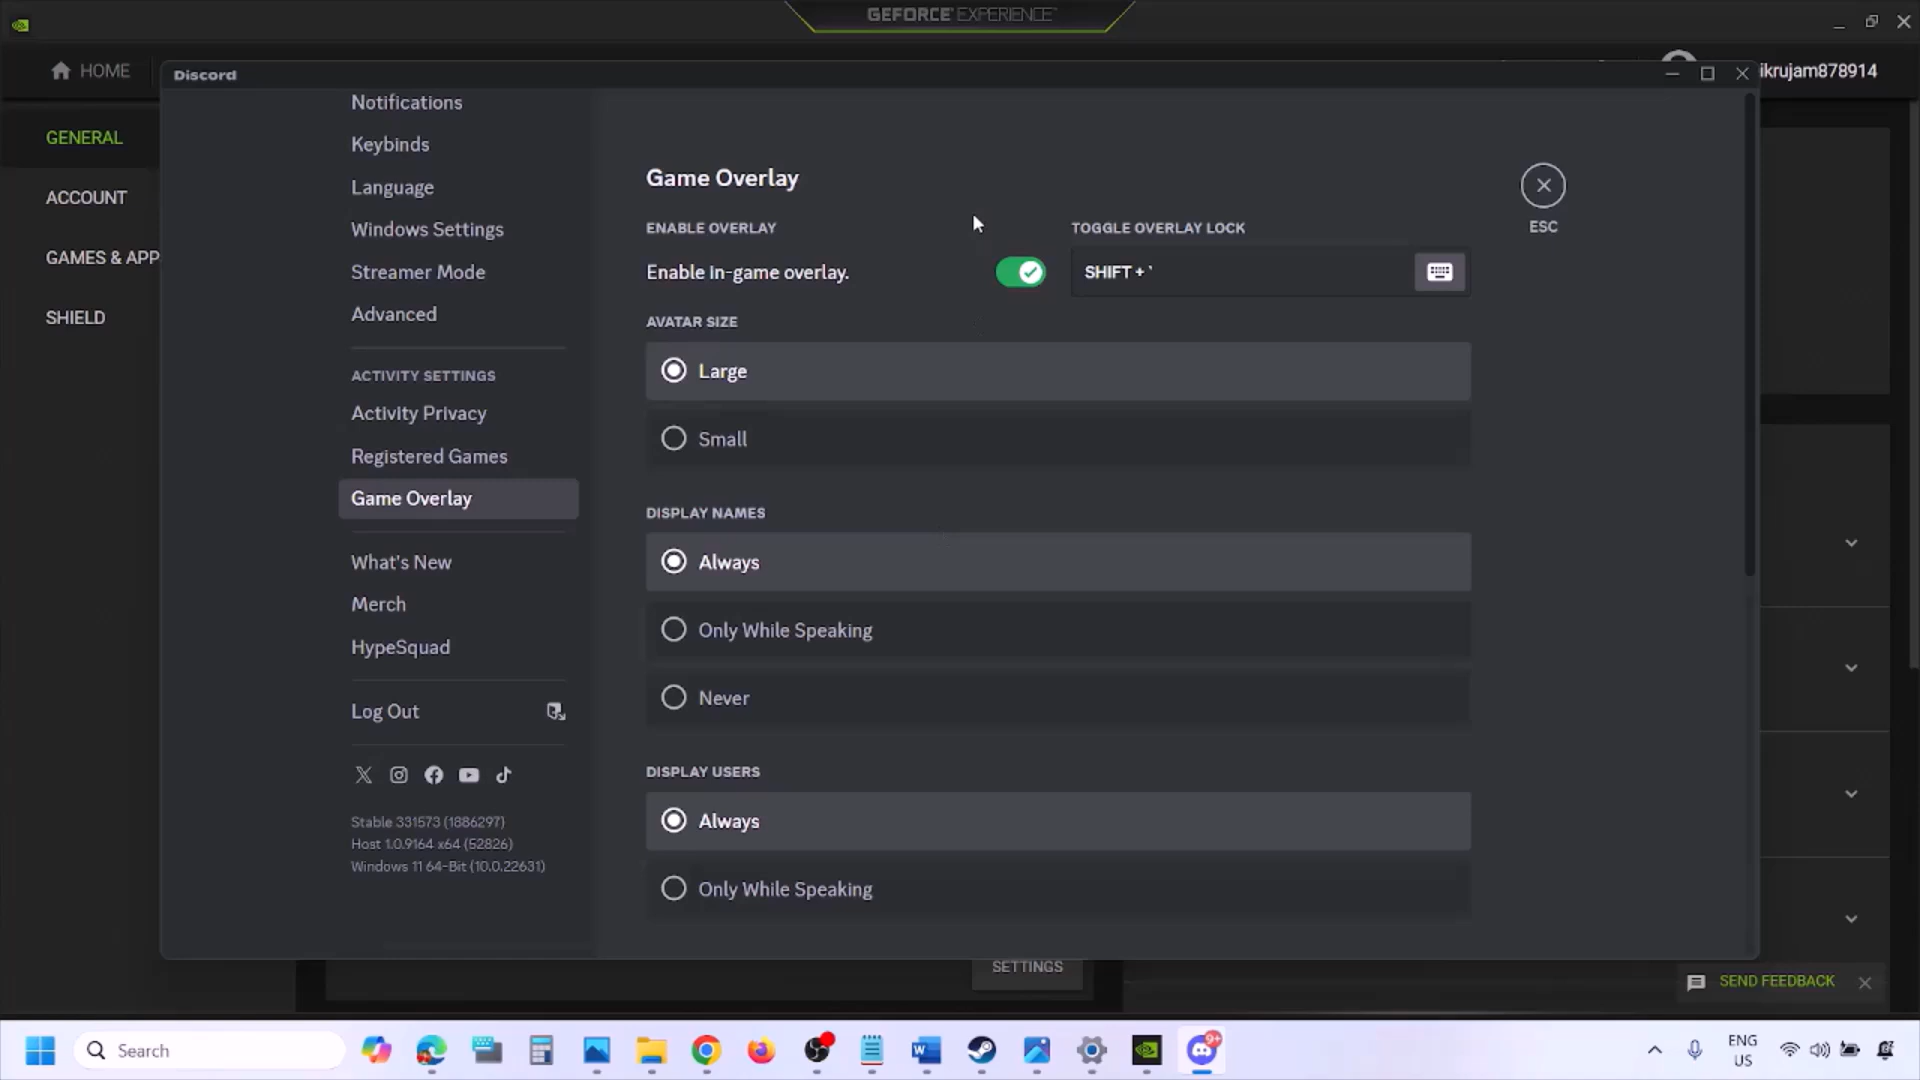 GEFORCE EXPERIENCE
HOME
ikrujam878914
GENERAL
ACCOUNT
GAMES & APP
SHIELD
Discord
Notifications
Keybinds
Language
Windows Settings
Streamer Mode
Advanced
ACTIVITY SETTINGS
Activity Privacy
Registered Games
Game Overlay
What's New
Merch
HypeSquad
Log Out
Stable 331573 (1886297)
Host 1.0.9164 x64 (52826)
Windows 11 64-Bit (10.0.22631)
Game Overlay
ESC
ENABLE OVERLAY
Enable in-game overlay.
TOGGLE OVERLAY LOCK
SHIFT + `
AVATAR SIZE
Large
Small
DISPLAY NAMES
Always
Only While Speaking
Never
DISPLAY USERS
Always
Only While Speaking
SETTINGS
SEND FEEDBACK
Search
9+
ENG
US